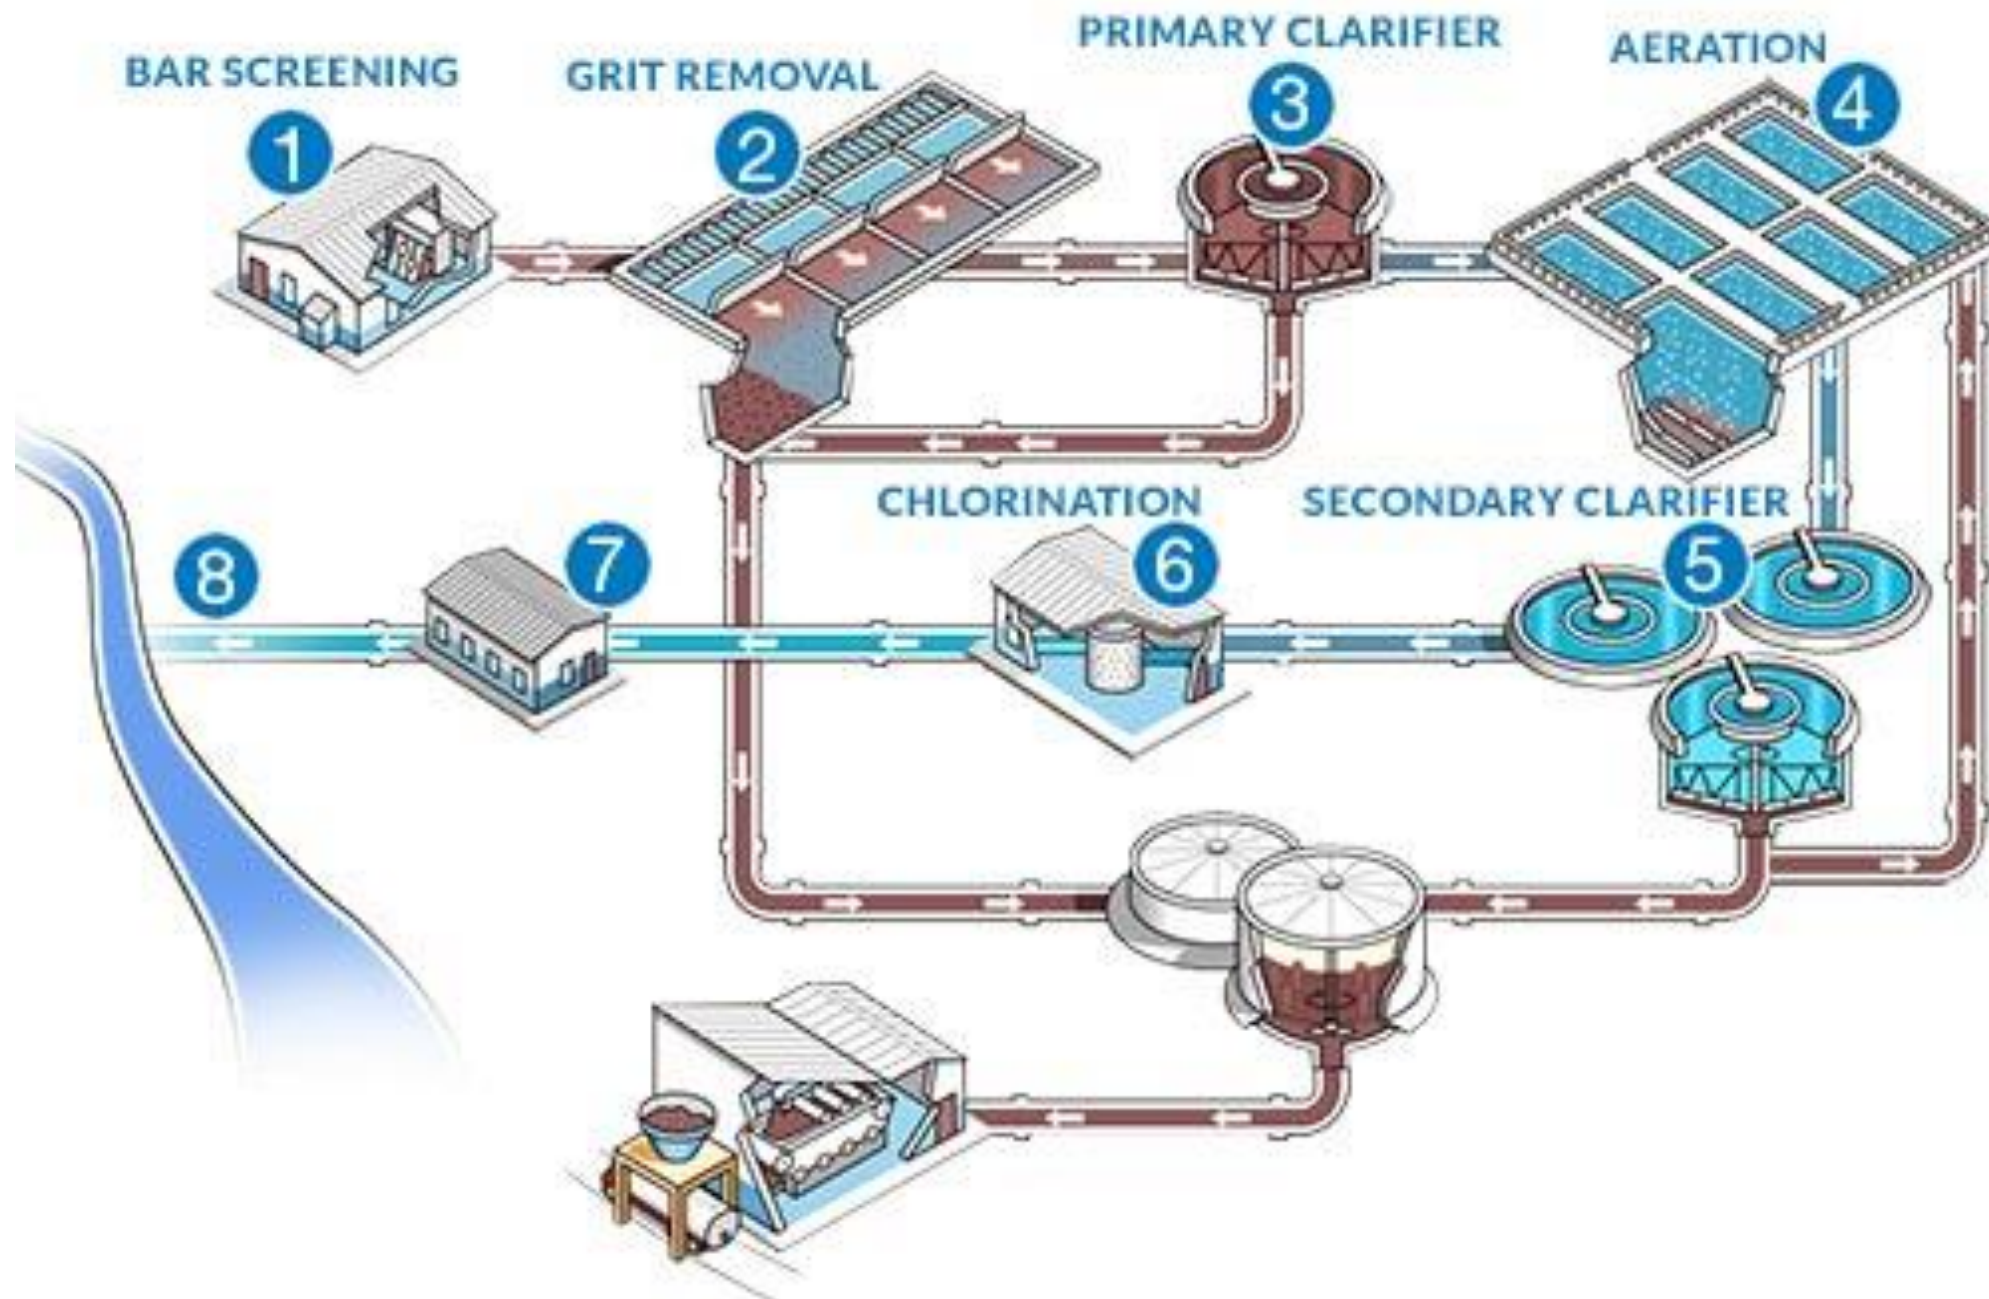 BAR SCREENING
1
GRIT REMOVAL
2
PRIMARY CLARIFIER
3
AERATION
4
SECONDARY CLARIFIER
5
CHLORINATION
6
7
8